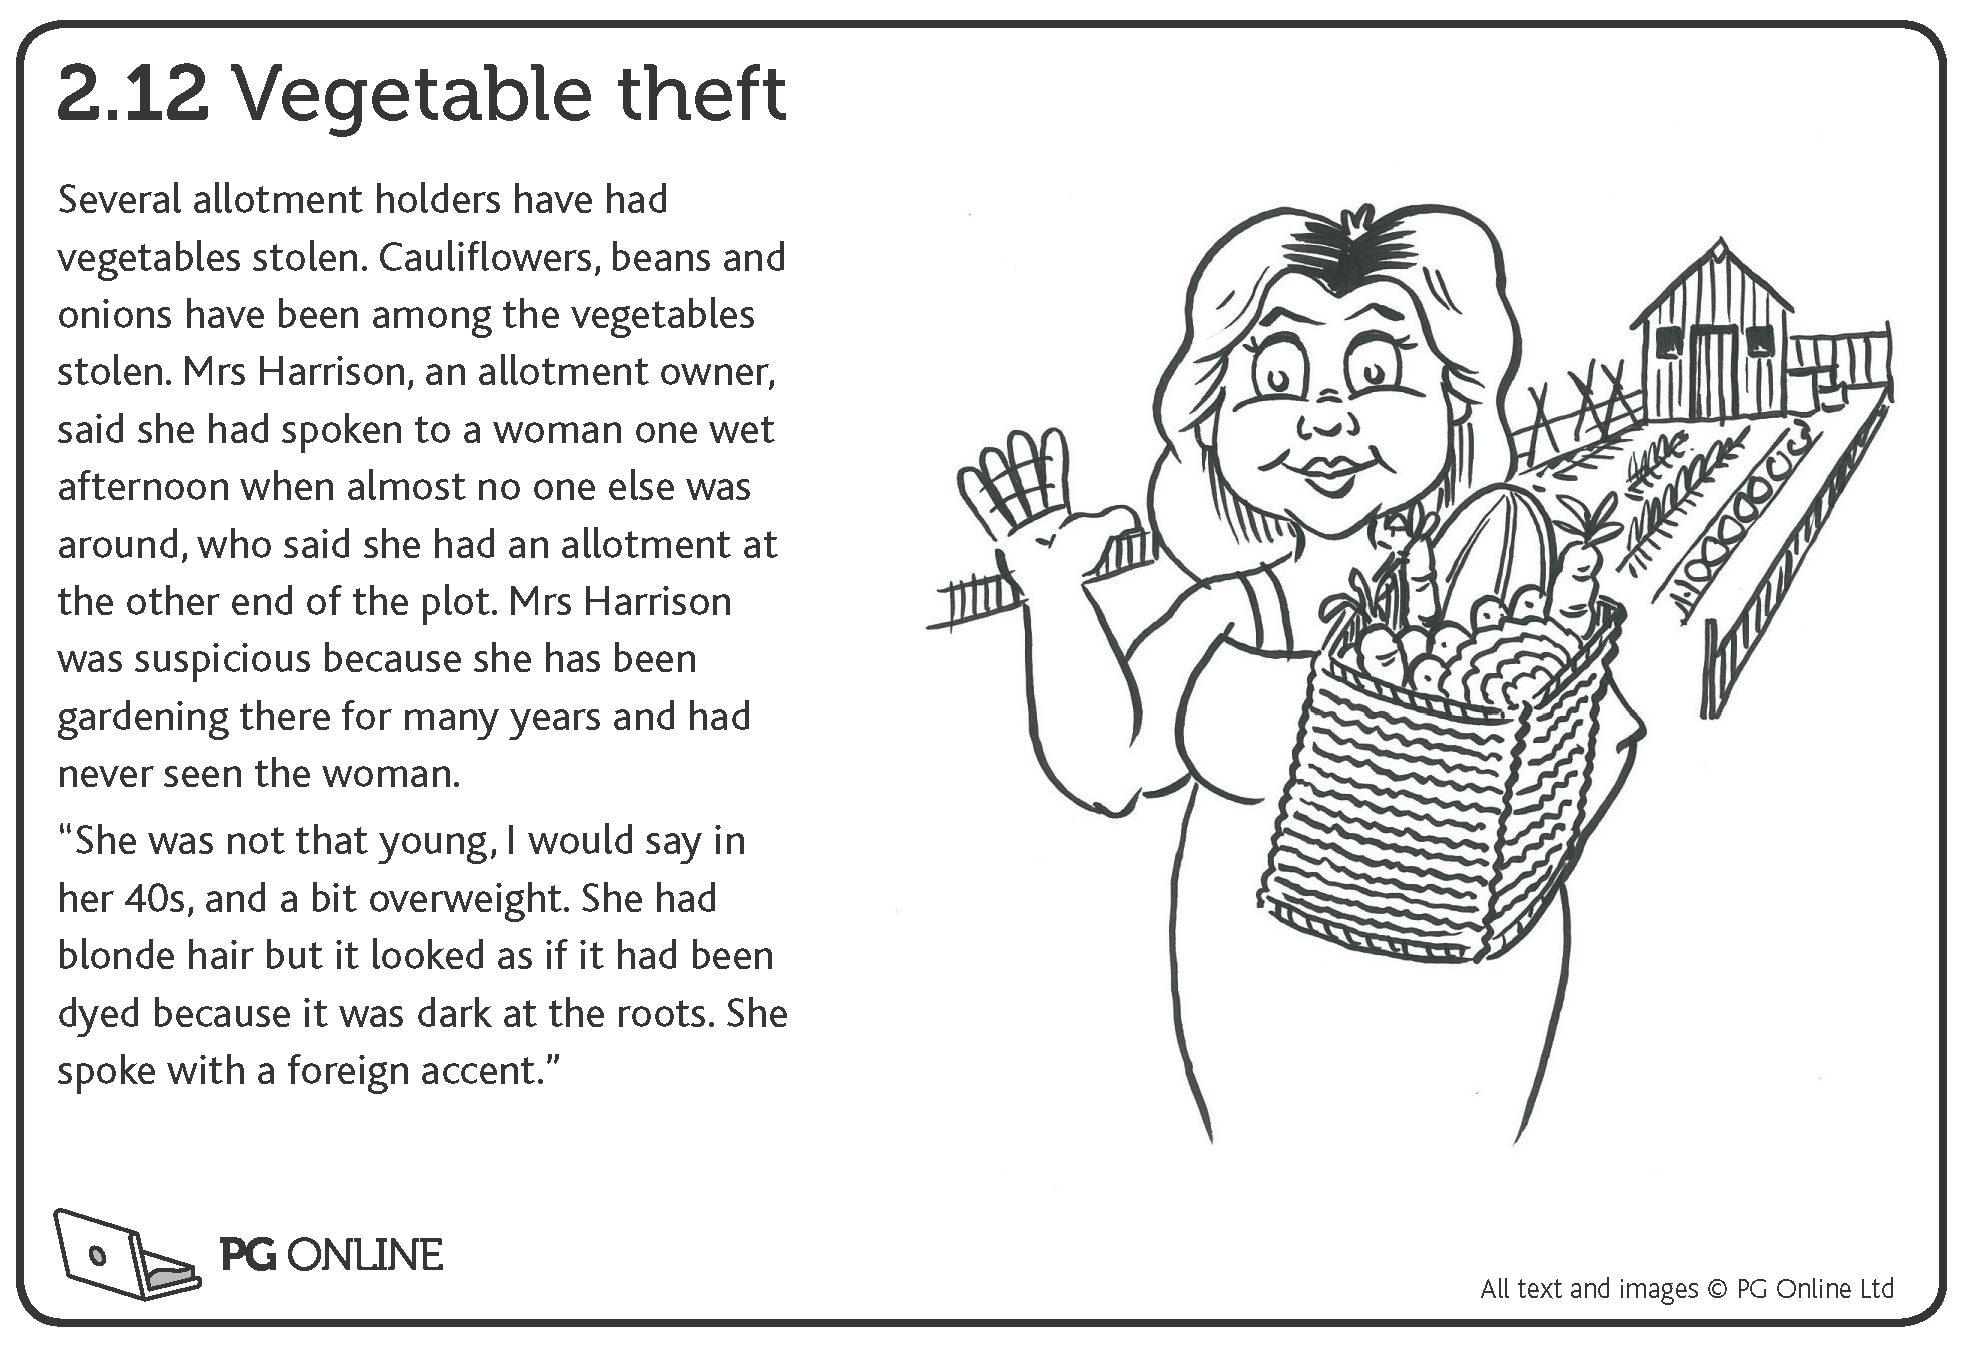 2.12 Vegetable theft
Several allotment holders have had
vegetables stolen. Cauliflowers, beans and
onions have been among the vegetables
stolen. Mrs Harrison, an allotment owner,
said she had spoken to a woman one wet
afternoon when almost no one else was
around, who said she had an allotment at
the other end of the plot. Mrs Harrison
was suspicious because she has been
gardening there for many years and had
never seen the woman.
“She was not that young, I would say in
her 40s, and a bit overweight. She had
blonde hair but it looked as if it had been
dyed because it was dark at the roots. She
spoke with a foreign accent.”
PG ONLINE
All text and images © PG Online Ltd